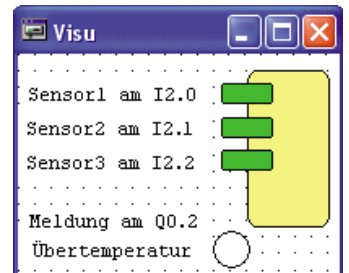 Visu
Sensor1 am I2.0
Sensor2 am I2.1
Sensor3 am I2.2
Meldung am Q0.2
Übertemperatur